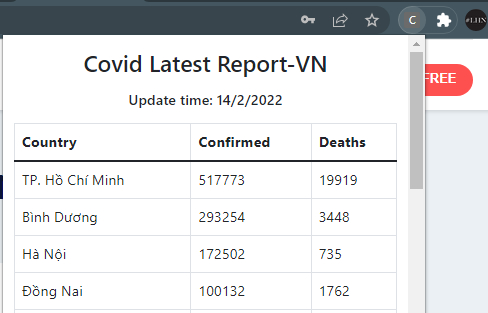 C
#LHN
Covid Latest Report-VN
FREE
Update time: 14/2/2022
Country Confirmed Deaths
TP. Hồ Chí Minh 517773 19919
Bình Dương 293254 3448
Hà Nội 172502 735
Đồng Nai 100132 1762